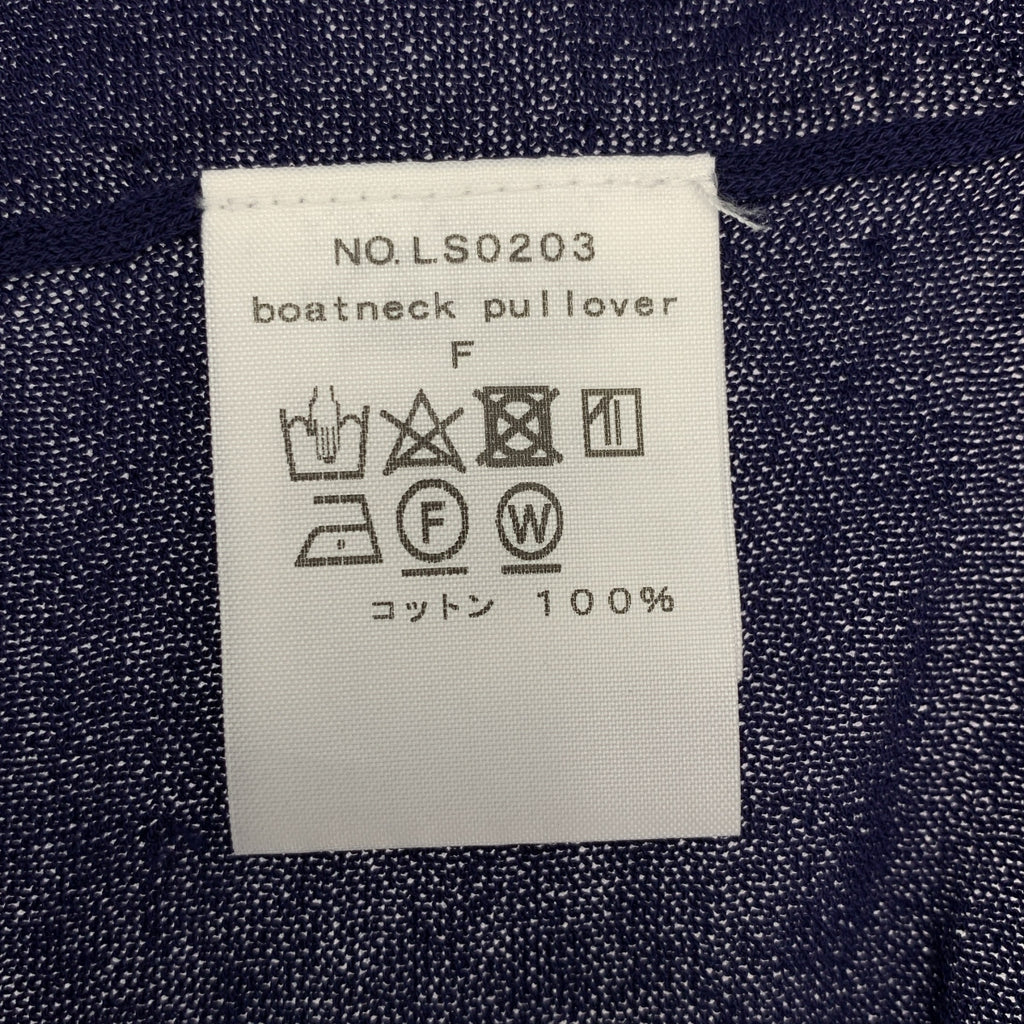 NO.LS0203
boatneck pullover
F
F W
コットン 100%